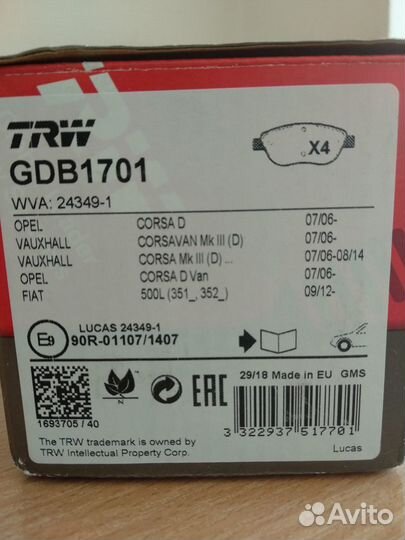 TRW
X4
GDB1701
WVA: 24349-1
OPEL CORSA D 07/06-
VAUXHALL CORSAVAN Mk III (D) 07/06-
VAUXHALL CORSA Mk III (D) ... 07/06-08/14
OPEL CORSA D Van 07/06-
FIAT 500L (351_, 352_) 09/12-
E9
LUCAS 24349-1
90R-01107/1407
EAC
29/18 Made in EU GMS
1693705 / 40
3 322937 517701
The TRW trademark is owned by
TRW Intellectual Property Corp.
Lucas
Avito